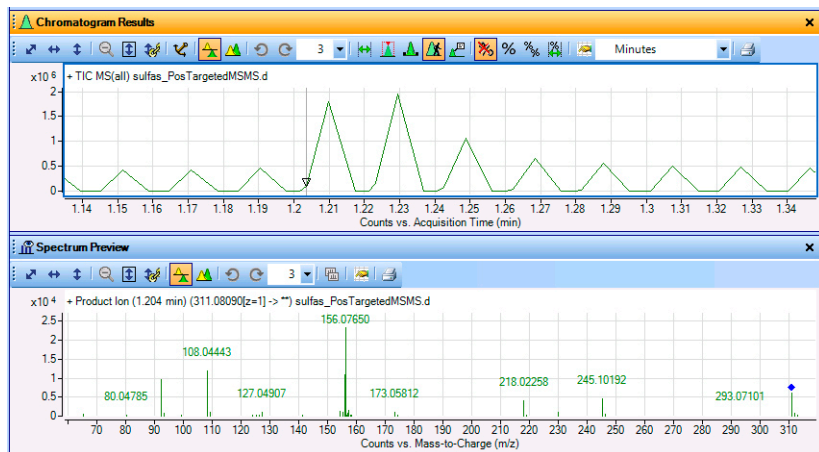 Chromatogram Results
3 % % % Minutes
x10 6 + TIC MS(all) sulfas_PosTargetedMSMS.d
2
1.5
1
0.5
0
1.14 1.15 1.16 1.17 1.18 1.19 1.2 1.21 1.22 1.23 1.24 1.25 1.26 1.27 1.28 1.29 1.3 1.31 1.32 1.33 1.34
Counts vs. Acquisition Time (min)
Spectrum Preview
3
x10 4 + Product Ion (1.204 min) (311.08090[z=1] -> **) sulfas_PosTargetedMSMS.d
2.5
156.07650
2
1.5
108.04443
1
245.10192
218.02258
293.07101
0.5
80.04785
127.04907
173.05812
0
70 80 90 100 110 120 130 140 150 160 170 180 190 200 210 220 230 240 250 260 270 280 290 300 310
Counts vs. Mass-to-Charge (m/z)